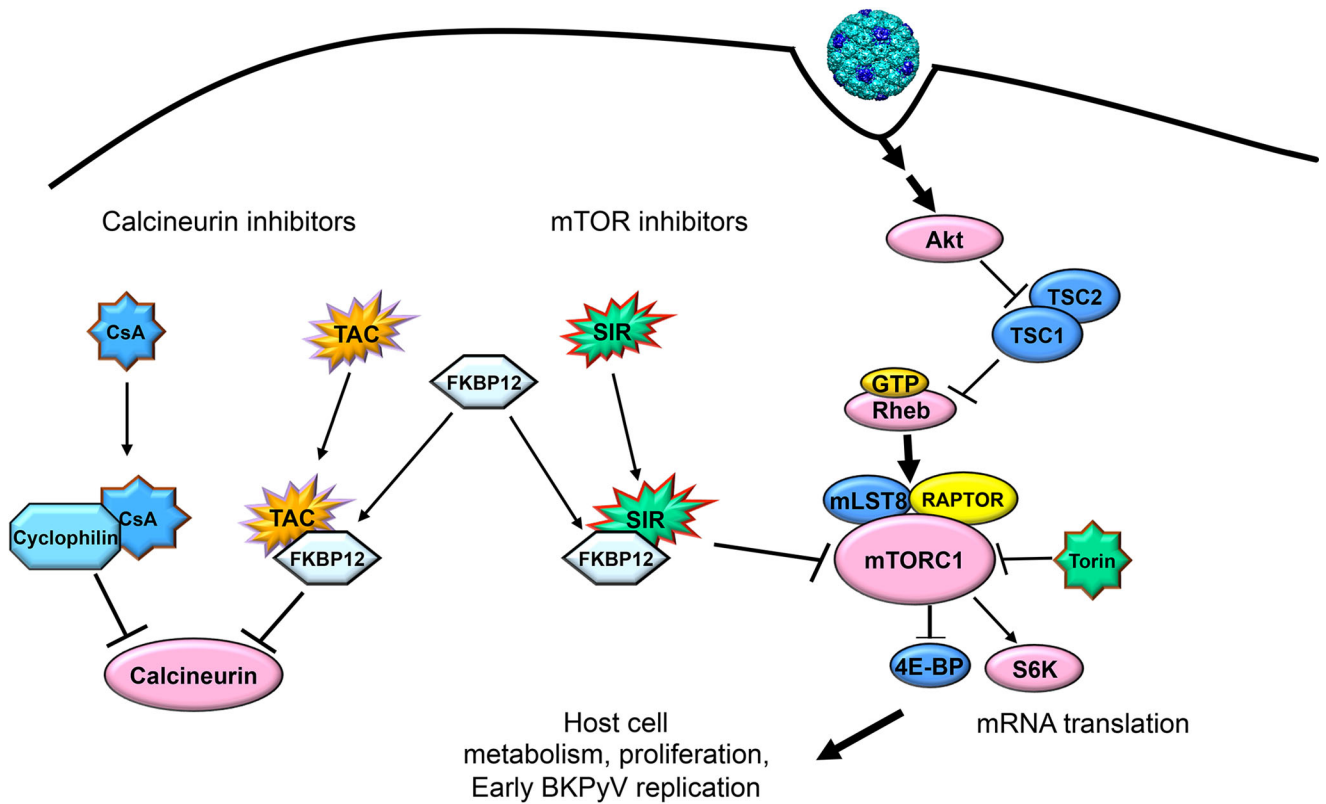 Calcineurin inhibitors
mTOR inhibitors
Akt
TSC2
TSC1
CsA
TAC
SIR
FKBP12
GTP
Rheb
mLST8
RAPTOR
CsA
Cyclophilin
TAC
FKBP12
SIR
FKBP12
mTORC1
Torin
Calcineurin
4E-BP
S6K
Host cell
metabolism, proliferation,
Early BKPyV replication
mRNA translation